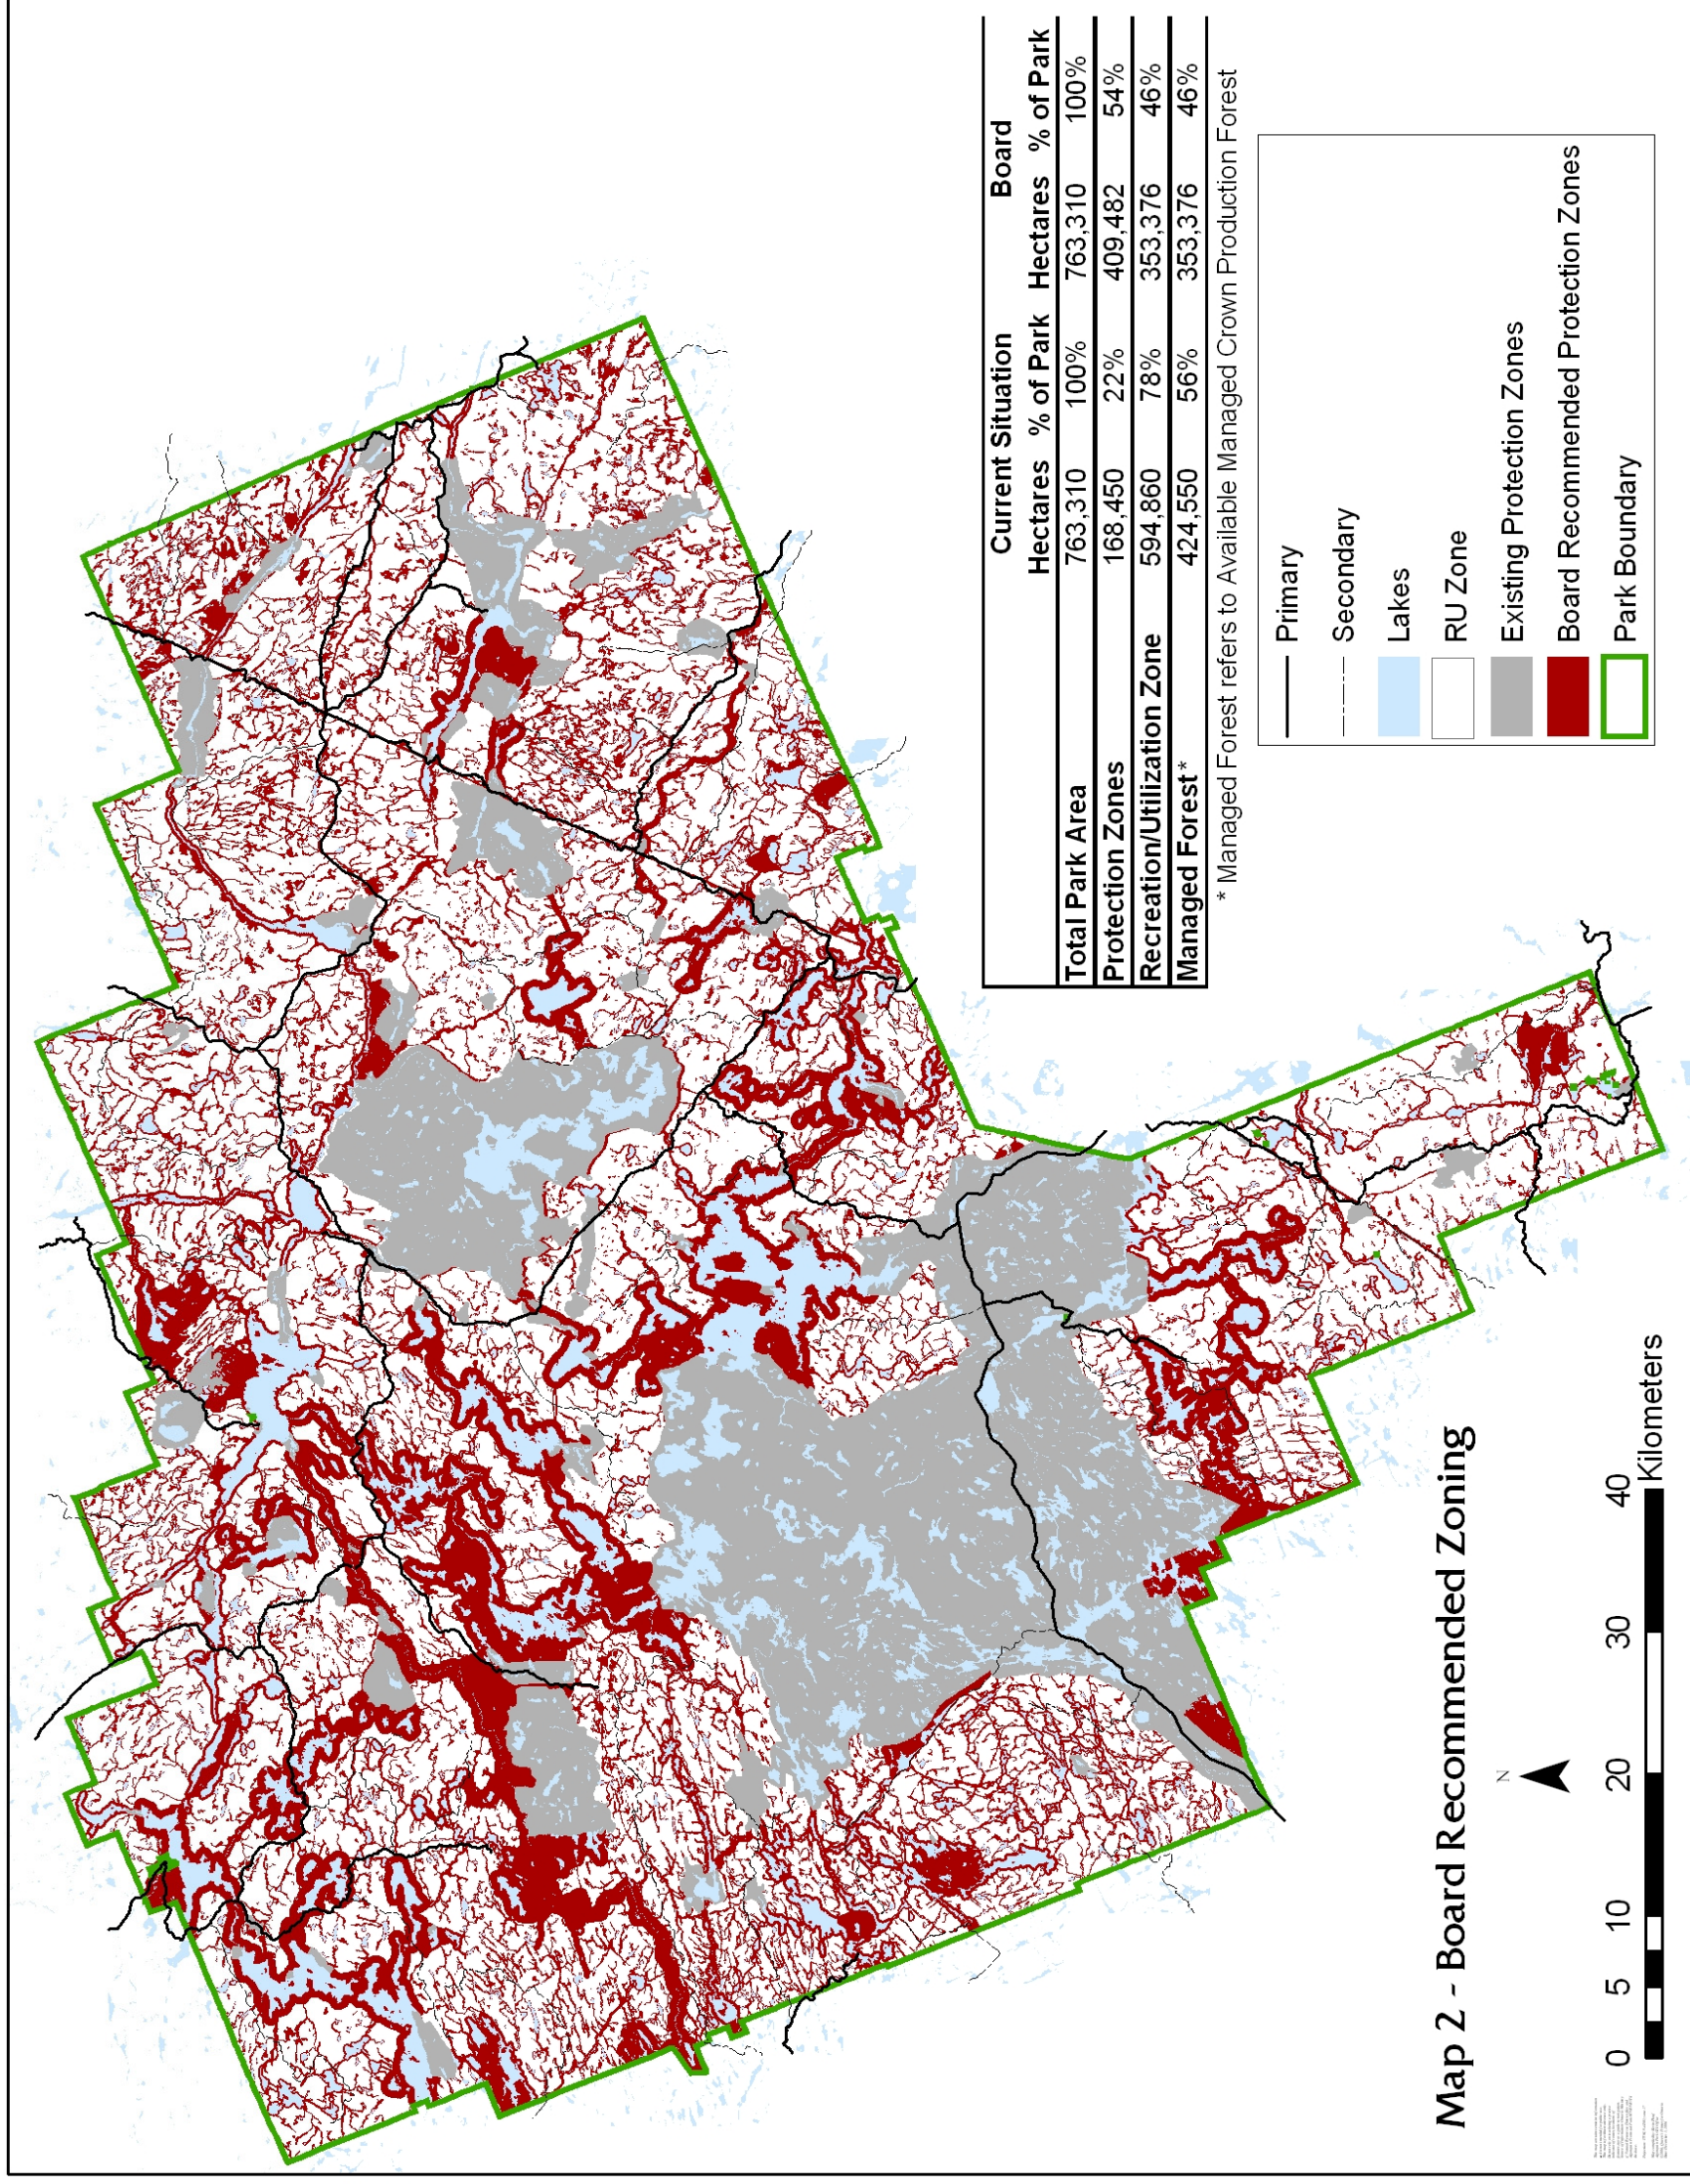 Current Situation Board
Hectares % of Park Hectares % of Park
Total Park Area 763,310 100% 763,310 100%
Protection Zones 168,450 22% 409,482 54%
Recreation/Utilization Zone 594,860 78% 353,376 46%
Managed Forest* 424,550 56% 353,376 46%
* Managed Forest refers to Available Managed Crown Production Forest
Primary
Secondary
Lakes
RU Zone
Existing Protection Zones
Board Recommended Protection Zones
Park Boundary
Map 2 - Board Recommended Zoning
N
0 5 10 20 30 40
Kilometers